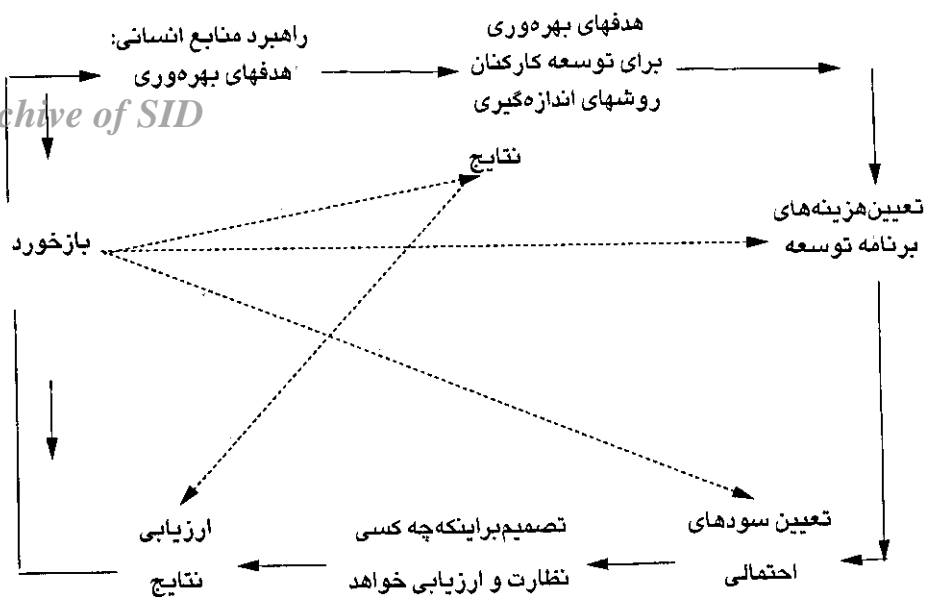 راهبرد منابع انسانی:
هدفهای بهره‌وری
هدفهای بهره‌وری
برای توسعه کارکنان
روشهای اندازه‌گیری
chive of SID
نتایج
تعیین‌هزینه‌های
برنامه توسعه
بازخورد
تعیین سودهای
احتمالی
تصمیم‌براینکه‌چه کسی
نظارت و ارزیابی خواهد
ارزیابی
نتایج